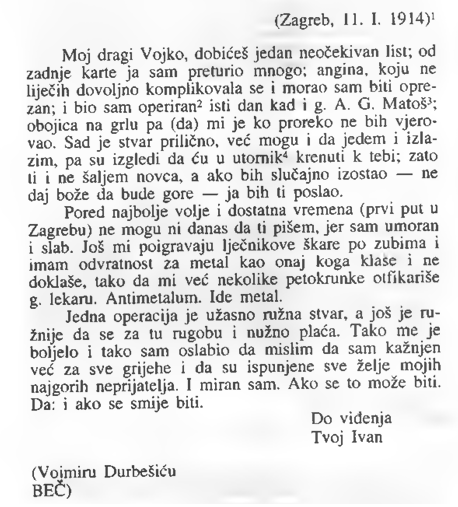 (Zagreb, 11. I. 1914)¹
Moj dragi Vojko, dobićeš jedan neočekivan list; od
zadnje karte ja sam preturio mnogo; angina, koju ne
liječih dovoljno komplikovala se i morao sam biti opre-
zan; i bio sam operiran² isti dan kad i g. A. G. Matoš³;
obojica na grlu pa (da) mi je ko proreko ne bih vjero-
vao. Sad je stvar prilično, već mogu i da jedem i izla-
zim, pa su izgledi da ću u utornik⁴ krenuti k tebi; zato
ti i ne šaljem novca, a ako bih slučajno izostao — ne
daj bože da bude gore — ja bih ti poslao.
Pored najbolje volje i dostatna vremena (prvi put u
Zagrebu) ne mogu ni danas da ti pišem, jer sam umoran
i slab. Još mi poigravaju lječnikove škare po zubima i
imam odvratnost za metal kao onaj koga klaše i ne
doklaše, tako da mi već nekolike petokrunke otfikariše
g. lekaru. Antimetalum. Ide metal.
Jedna operacija je užasno ružna stvar, a još je ru-
žnije da se za tu rugobu i nužno plaća. Tako me je
boljelo i tako sam oslabio da mislim da sam kažnjen
već za sve grijehe i da su ispunjene sve želje mojih
najgorih neprijatelja. I miran sam. Ako se to može biti.
Da: i ako se smije biti.
Do viđenja
Tvoj Ivan
(Vojmiru Durbešiću
BEČ)